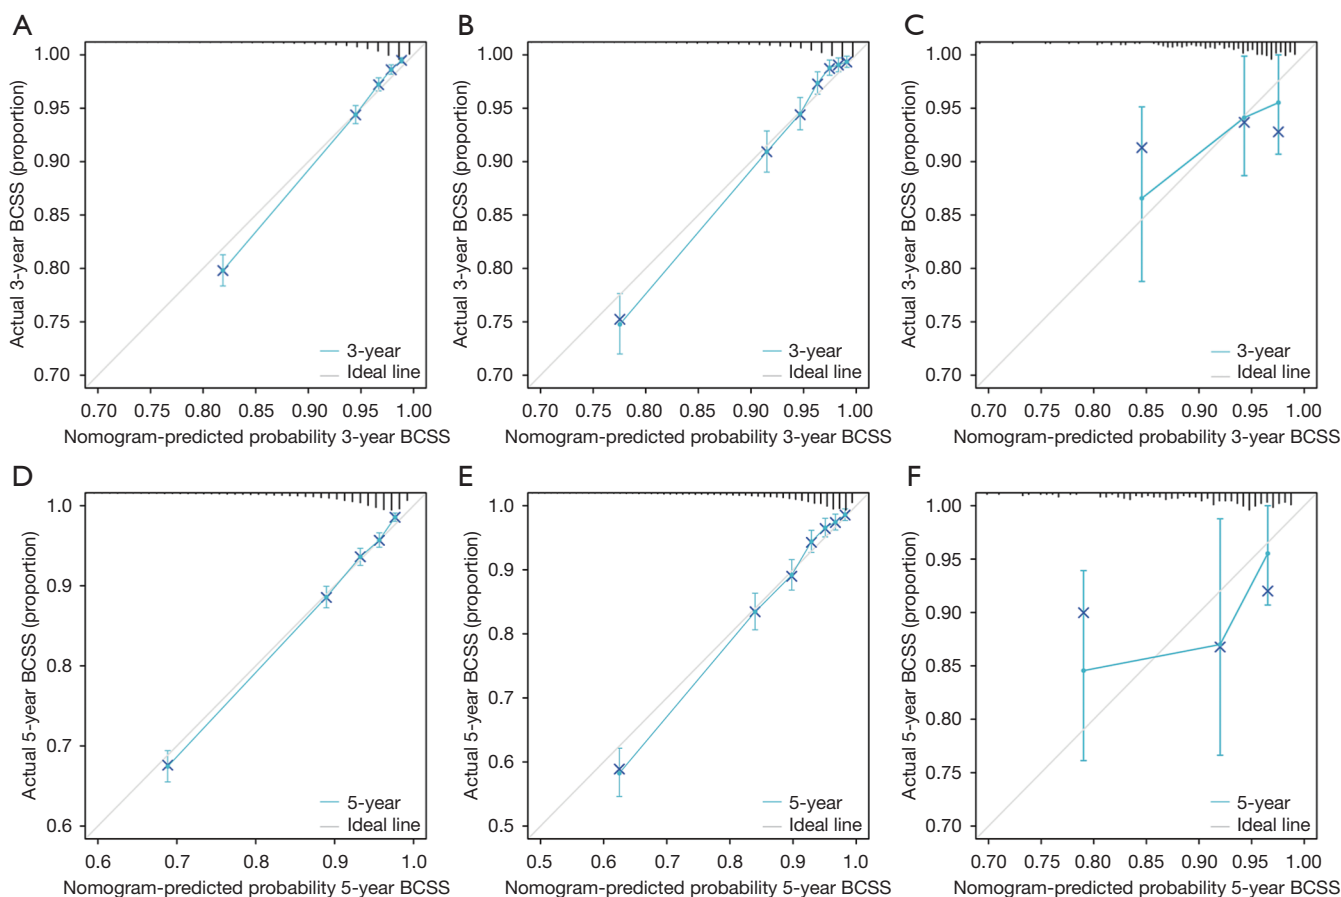 A
Actual 3-year BCSS (proportion)
1.00
0.95
0.90
0.85
0.80
0.75
0.70
3-year
Ideal line
0.70 0.75 0.80 0.85 0.90 0.95 1.00
Nomogram-predicted probability 3-year BCSS
B
Actual 3-year BCSS (proportion)
1.00
0.95
0.90
0.85
0.80
0.75
0.70
3-year
Ideal line
0.70 0.75 0.80 0.85 0.90 0.95 1.00
Nomogram-predicted probability 3-year BCSS
C
Actual 3-year BCSS (proportion)
1.00
0.95
0.90
0.85
0.80
0.75
0.70
3-year
Ideal line
0.70 0.75 0.80 0.85 0.90 0.95 1.00
Nomogram-predicted probability 3-year BCSS
D
Actual 5-year BCSS (proportion)
1.0
0.9
0.8
0.7
0.6
5-year
Ideal line
0.6 0.7 0.8 0.9 1.0
Nomogram-predicted probability 5-year BCSS
E
Actual 5-year BCSS (proportion)
1.0
0.9
0.8
0.7
0.6
0.5
5-year
Ideal line
0.5 0.6 0.7 0.8 0.9 1.0
Nomogram-predicted probability 5-year BCSS
F
Actual 5-year BCSS (proportion)
1.00
0.95
0.90
0.85
0.80
0.75
0.70
5-year
Ideal line
0.70 0.75 0.80 0.85 0.90 0.95 1.00
Nomogram-predicted probability 5-year BCSS